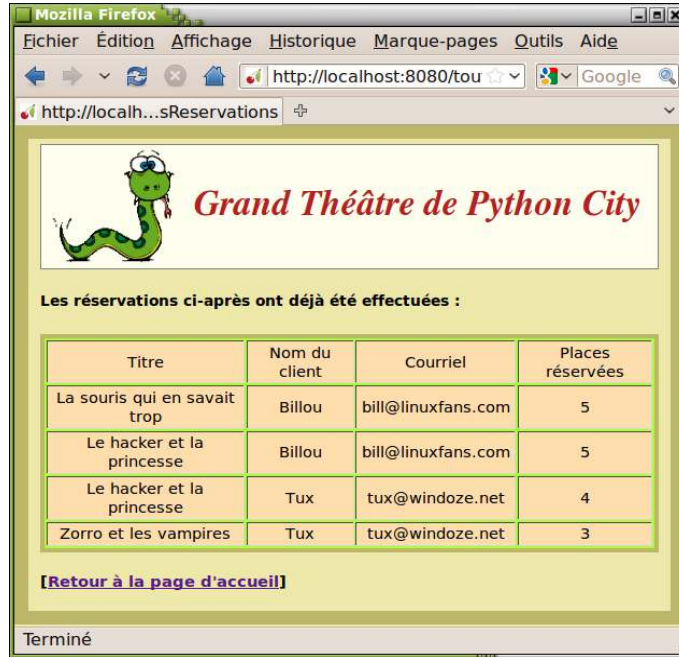 Mozilla Firefox
Fichier Édition Affichage Historique Marque-pages Outils Aide
http://localhost:8080/tou Google
http://localh...sReservations
Grand Théâtre de Python City
Les réservations ci-après ont déjà été effectuées :
Titre Nom du client Courriel Places réservées
La souris qui en savait trop Billou bill@linuxfans.com 5
Le hacker et la princesse Billou bill@linuxfans.com 5
Le hacker et la princesse Tux tux@windoze.net 4
Zorro et les vampires Tux tux@windoze.net 3
[Retour à la page d'accueil]
Terminé